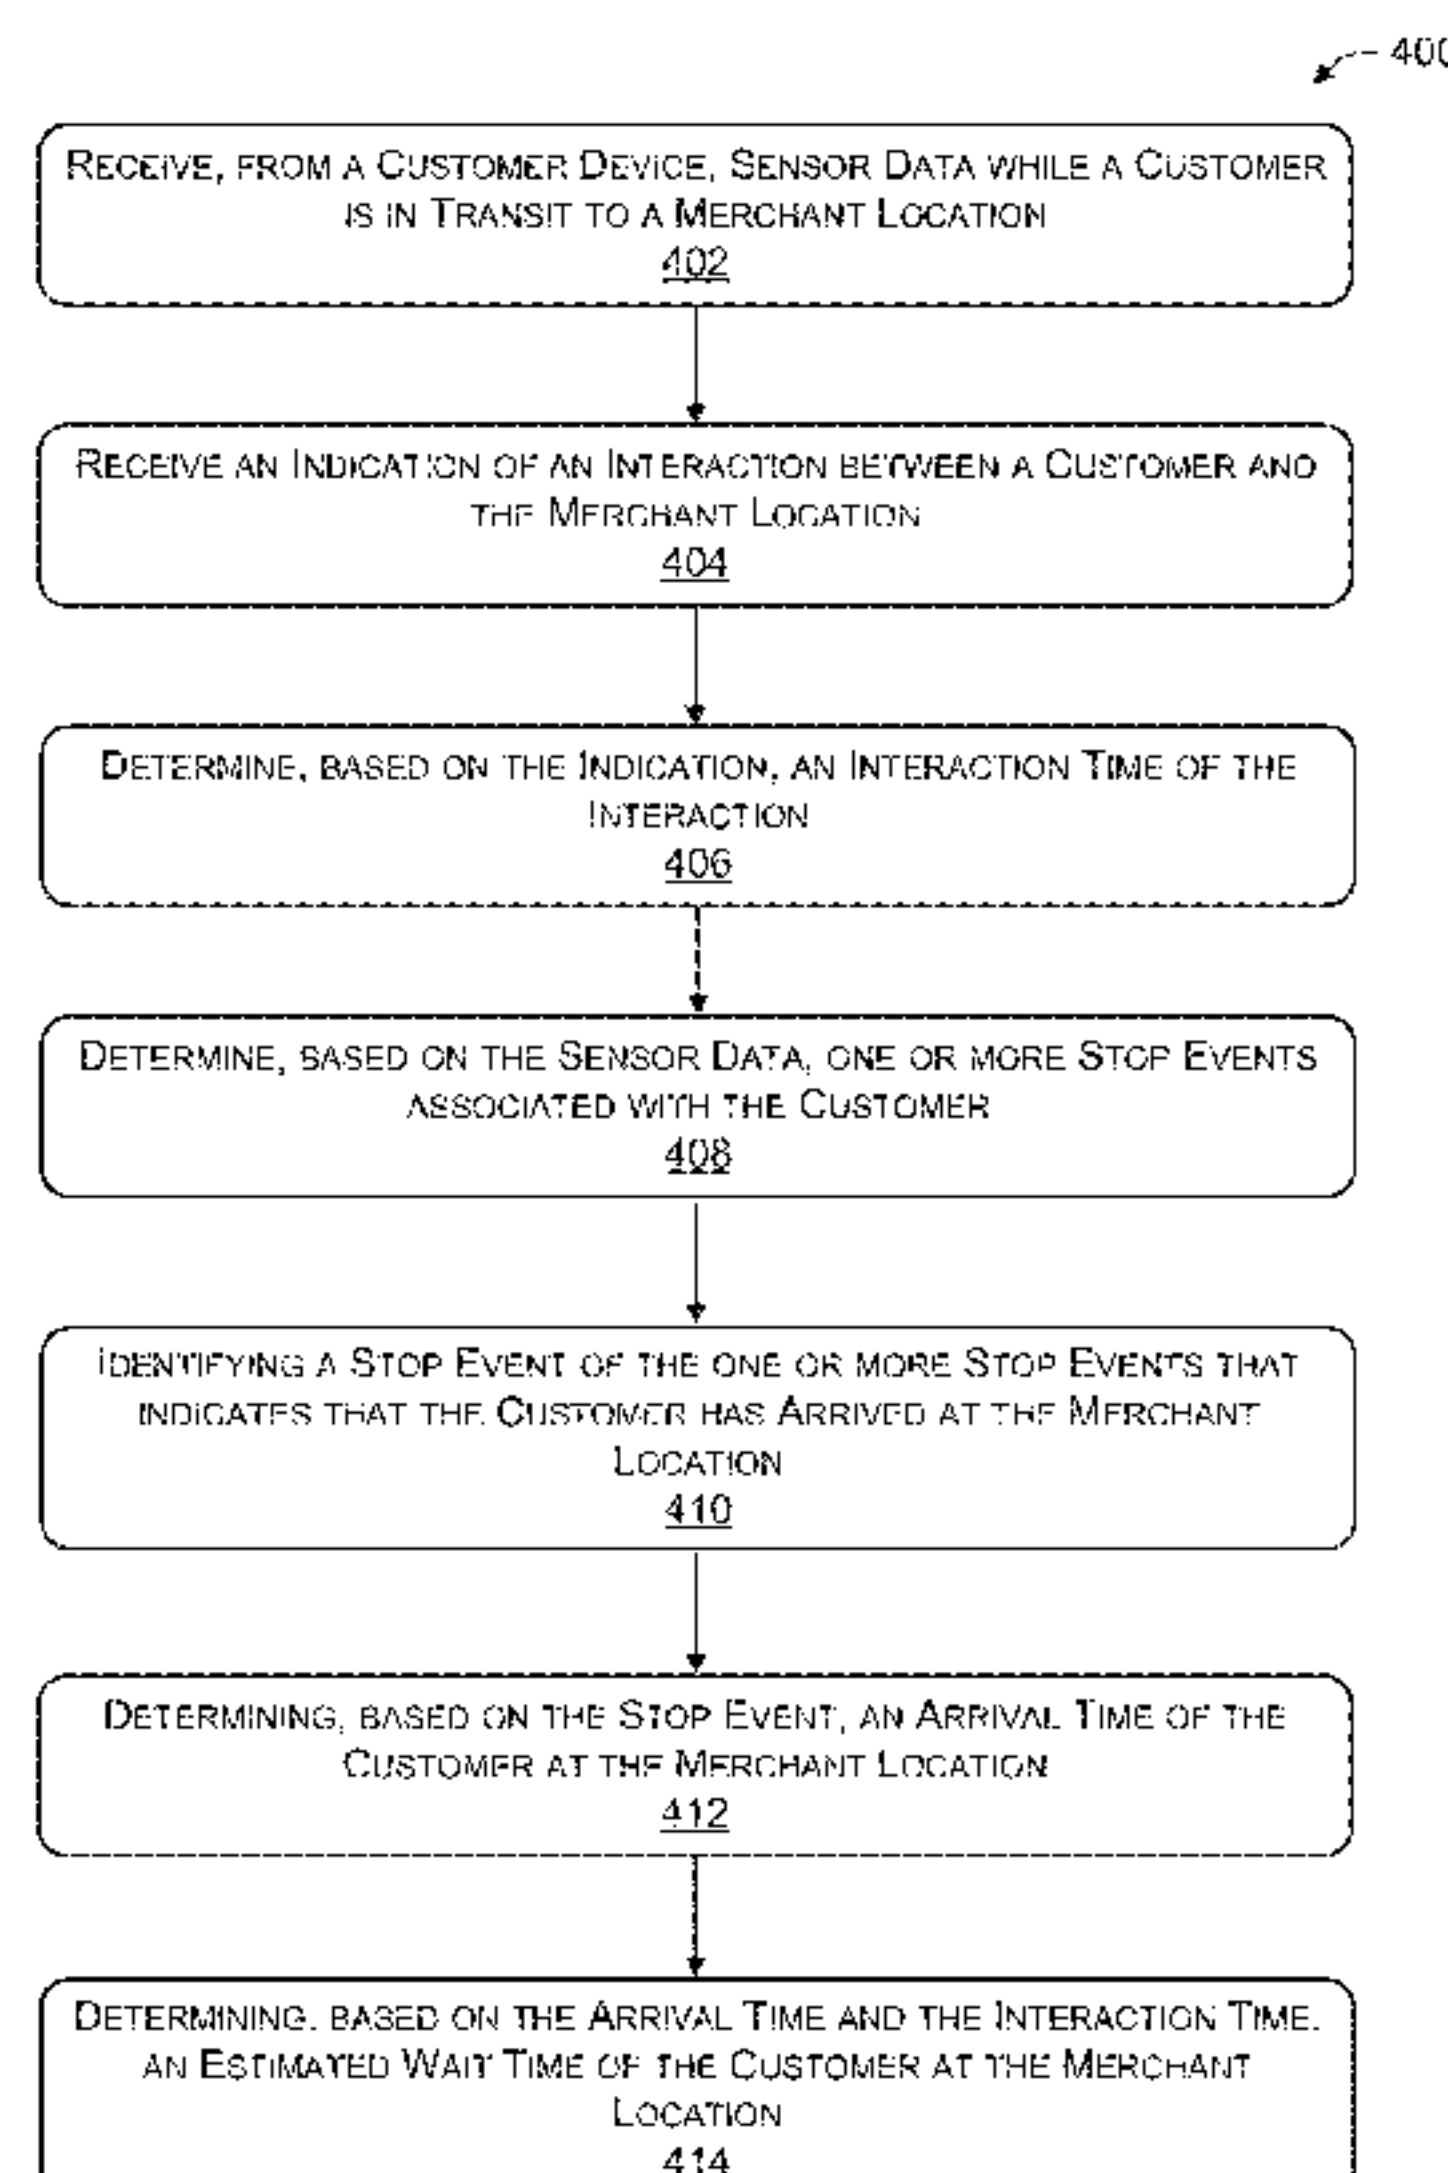 400
RECEIVE, FROM A CUSTOMER DEVICE, SENSOR DATA WHILE A CUSTOMER
IS IN TRANSIT TO A MERCHANT LOCATION
402
RECEIVE AN INDICATION OF AN INTERACTION BETWEEN A CUSTOMER AND
THE MERCHANT LOCATION
404
DETERMINE, BASED ON THE INDICATION, AN INTERACTION TIME OF THE
INTERACTION
406
DETERMINE, BASED ON THE SENSOR DATA, ONE OR MORE STOP EVENTS
ASSOCIATED WITH THE CUSTOMER
408
IDENTIFYING A STOP EVENT OF THE ONE OR MORE STOP EVENTS THAT
INDICATES THAT THE CUSTOMER HAS ARRIVED AT THE MERCHANT
LOCATION
410
DETERMINING, BASED ON THE STOP EVENT, AN ARRIVAL TIME OF THE
CUSTOMER AT THE MERCHANT LOCATION
412
DETERMINING, BASED ON THE ARRIVAL TIME AND THE INTERACTION TIME,
AN ESTIMATED WAIT TIME OF THE CUSTOMER AT THE MERCHANT
LOCATION
414